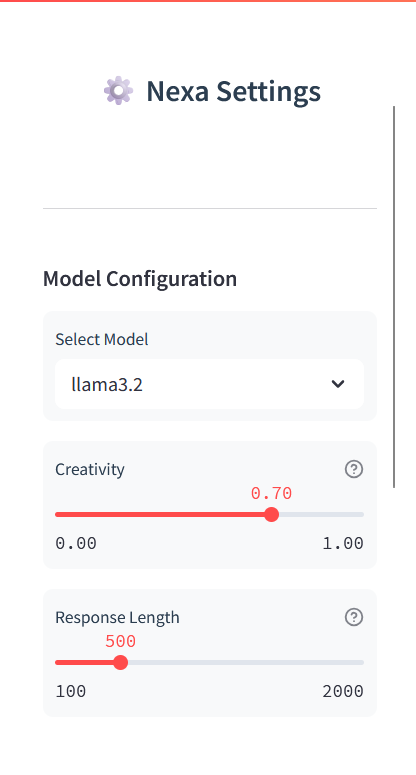 Nexa Settings
Model Configuration
Select Model
llama3.2
Creativity
0.70
0.00 1.00
Response Length
500
100 2000